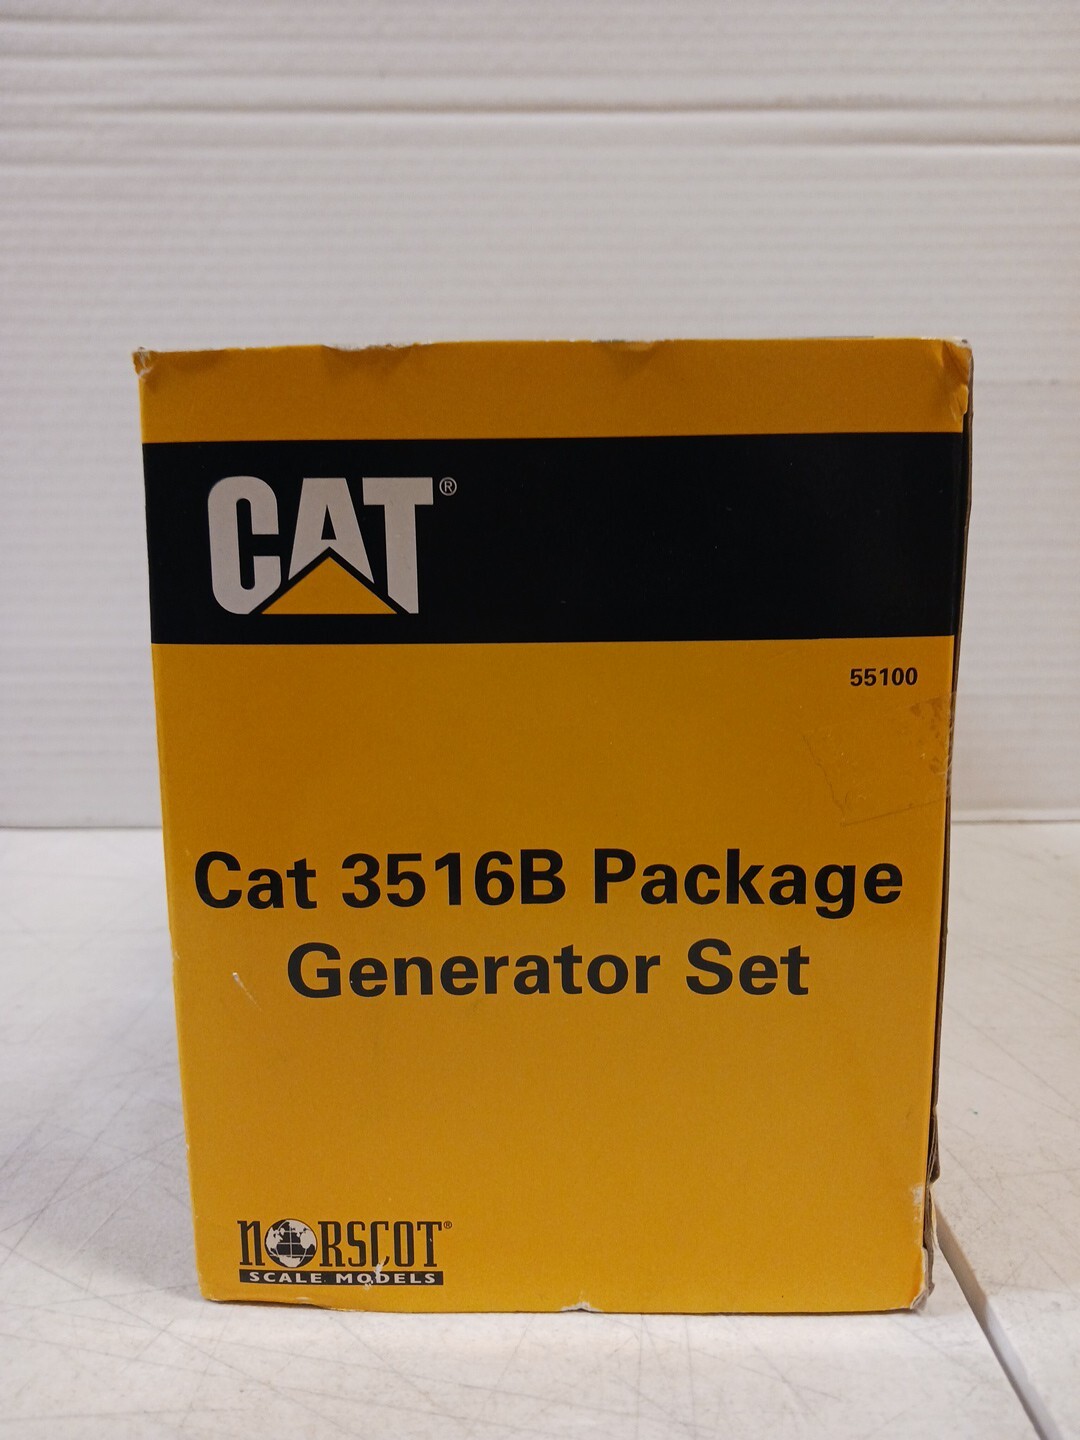 CAT®
55100
Cat 3516B Package
Generator Set
NORSCOT®
SCALE MODELS